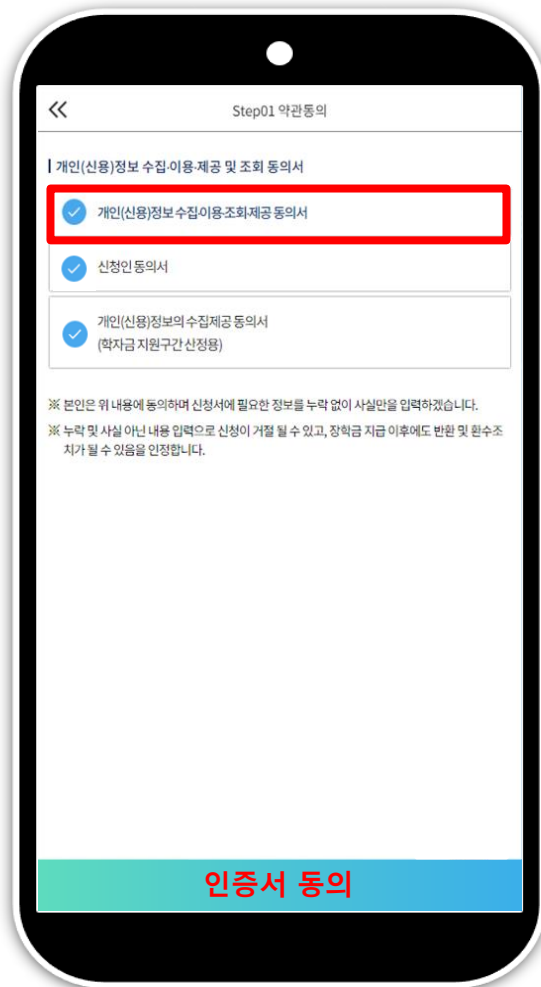 Step01 약관동의
개인(신용)정보 수집·이용·제공 및 조회 동의서
개인(신용)정보 수집·이용·조회·제공 동의서
신청인 동의서
개인(신용)정보의 수집제공 동의서
(학자금 지원구간 산정용)
※ 본인은 위 내용에 동의하며 신청서에 필요한 정보를 누락 없이 사실만을 입력하겠습니다.
※ 누락 및 사실 아닌 내용 입력으로 신청이 거절 될 수 있고, 장학금 지급 이후에도 반환 및 환수조
치가 될 수 있음을 인정합니다.
인증서 동의